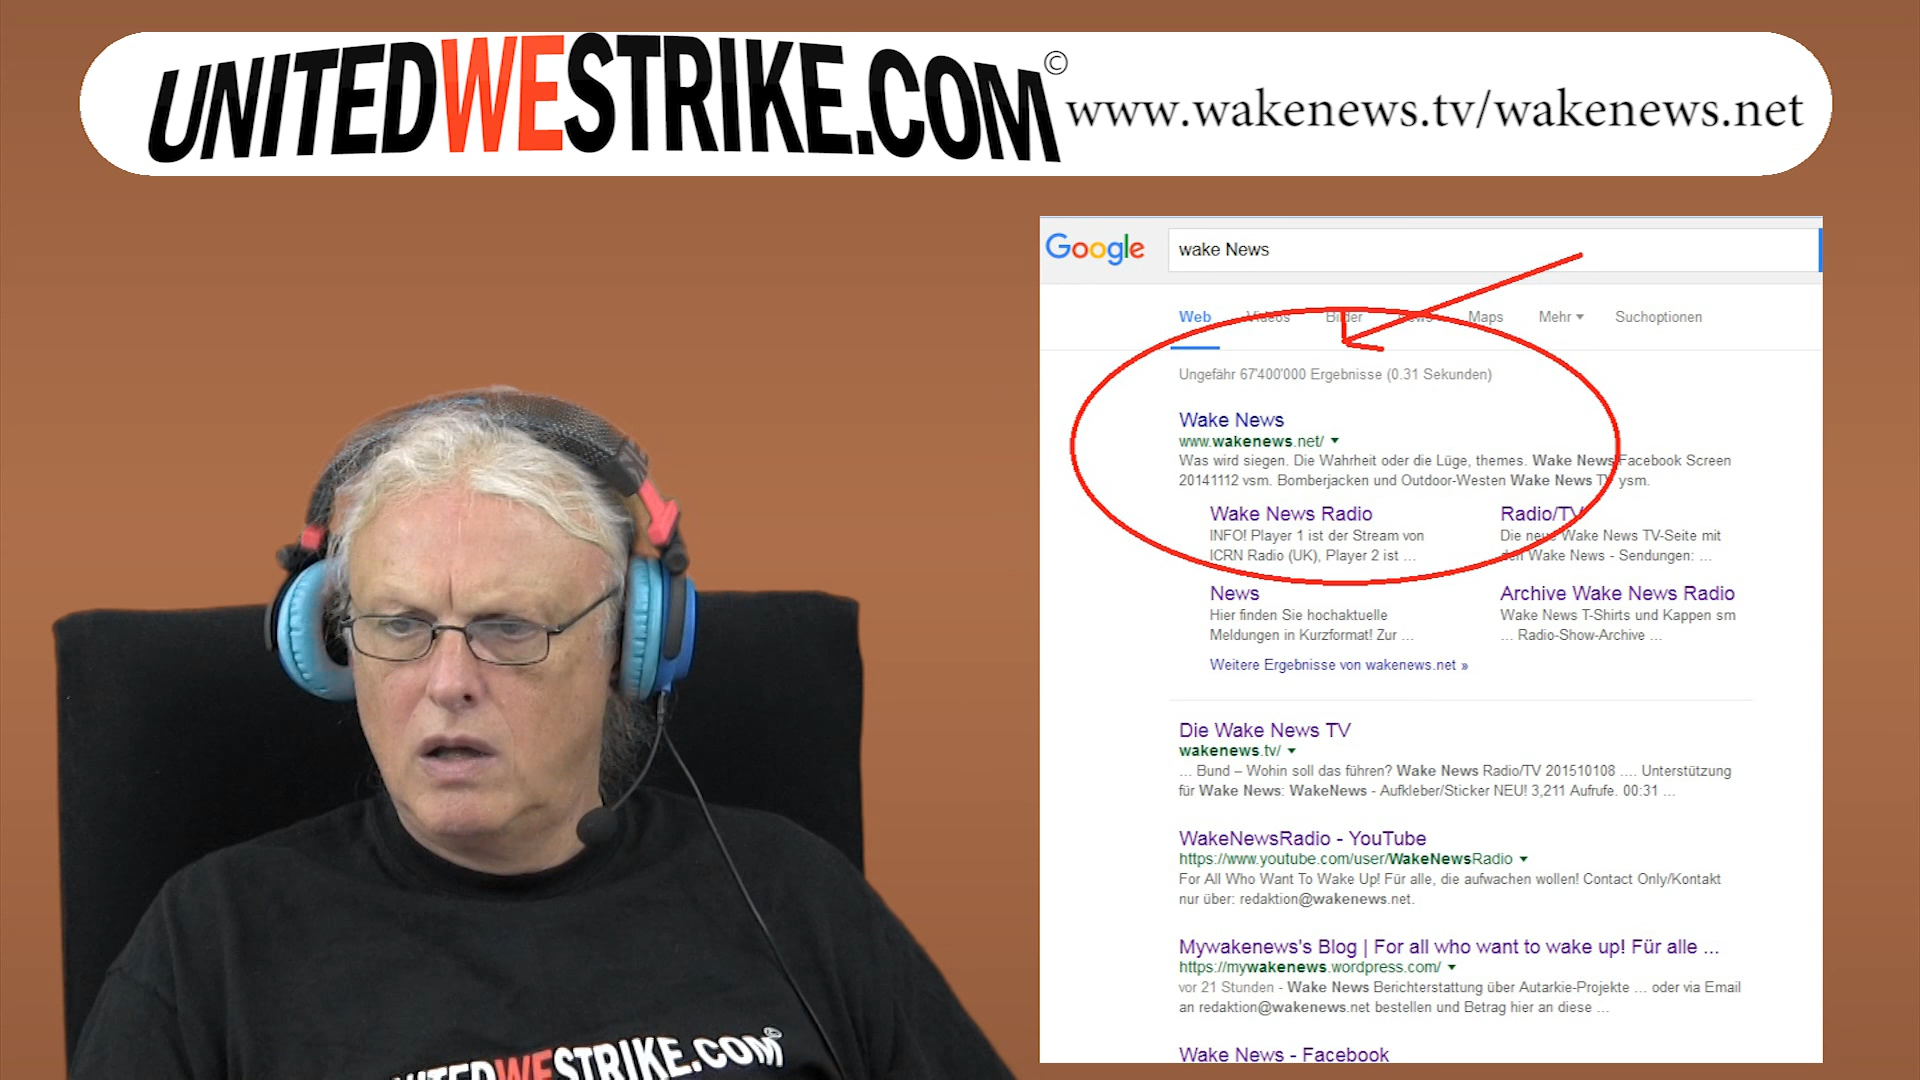 UNITEDWESTRIKE.COM©
www.wakenews.tv/wakenews.net
Google
wake News
Web Videos Bilder News Maps Mehr Suchoptionen
Ungefähr 67'400'000 Ergebnisse (0.31 Sekunden)
Wake News
www.wakenews.net/
Was wird siegen. Die Wahrheit oder die Lüge, themes. Wake News Facebook Screen
20141112 vsm. Bomberjacken und Outdoor-Westen Wake News TV ysm.
Wake News Radio
INFO! Player 1 ist der Stream von
ICRN Radio (UK), Player 2 ist ...
Radio/TV
Die neue Wake News TV-Seite mit
den Wake News - Sendungen: ...
News
Hier finden Sie hochaktuelle
Meldungen in Kurzformat! Zur ...
Archive Wake News Radio
Wake News T-Shirts und Kappen sm
... Radio-Show-Archive ...
Weitere Ergebnisse von wakenews.net »
Die Wake News TV
wakenews.tv/
... Bund – Wohin soll das führen? Wake News Radio/TV 201510108 .... Unterstützung
für Wake News: WakeNews - Aufkleber/Sticker NEU! 3,211 Aufrufe. 00:31 ...
WakeNewsRadio - YouTube
https://www.youtube.com/user/WakeNewsRadio
For All Who Want To Wake Up! Für alle, die aufwachen wollen! Contact Only/Kontakt
nur über: redaktion@wakenews.net.
Mywakenews's Blog | For all who want to wake up! Für alle ...
https://mywakenews.wordpress.com/
vor 21 Stunden - Wake News Berichterstattung über Autarkie-Projekte ... oder via Email
an redaktion@wakenews.net bestellen und Betrag hier an diese ...
Wake News - Facebook
UNITEDWESTRIKE.COM©